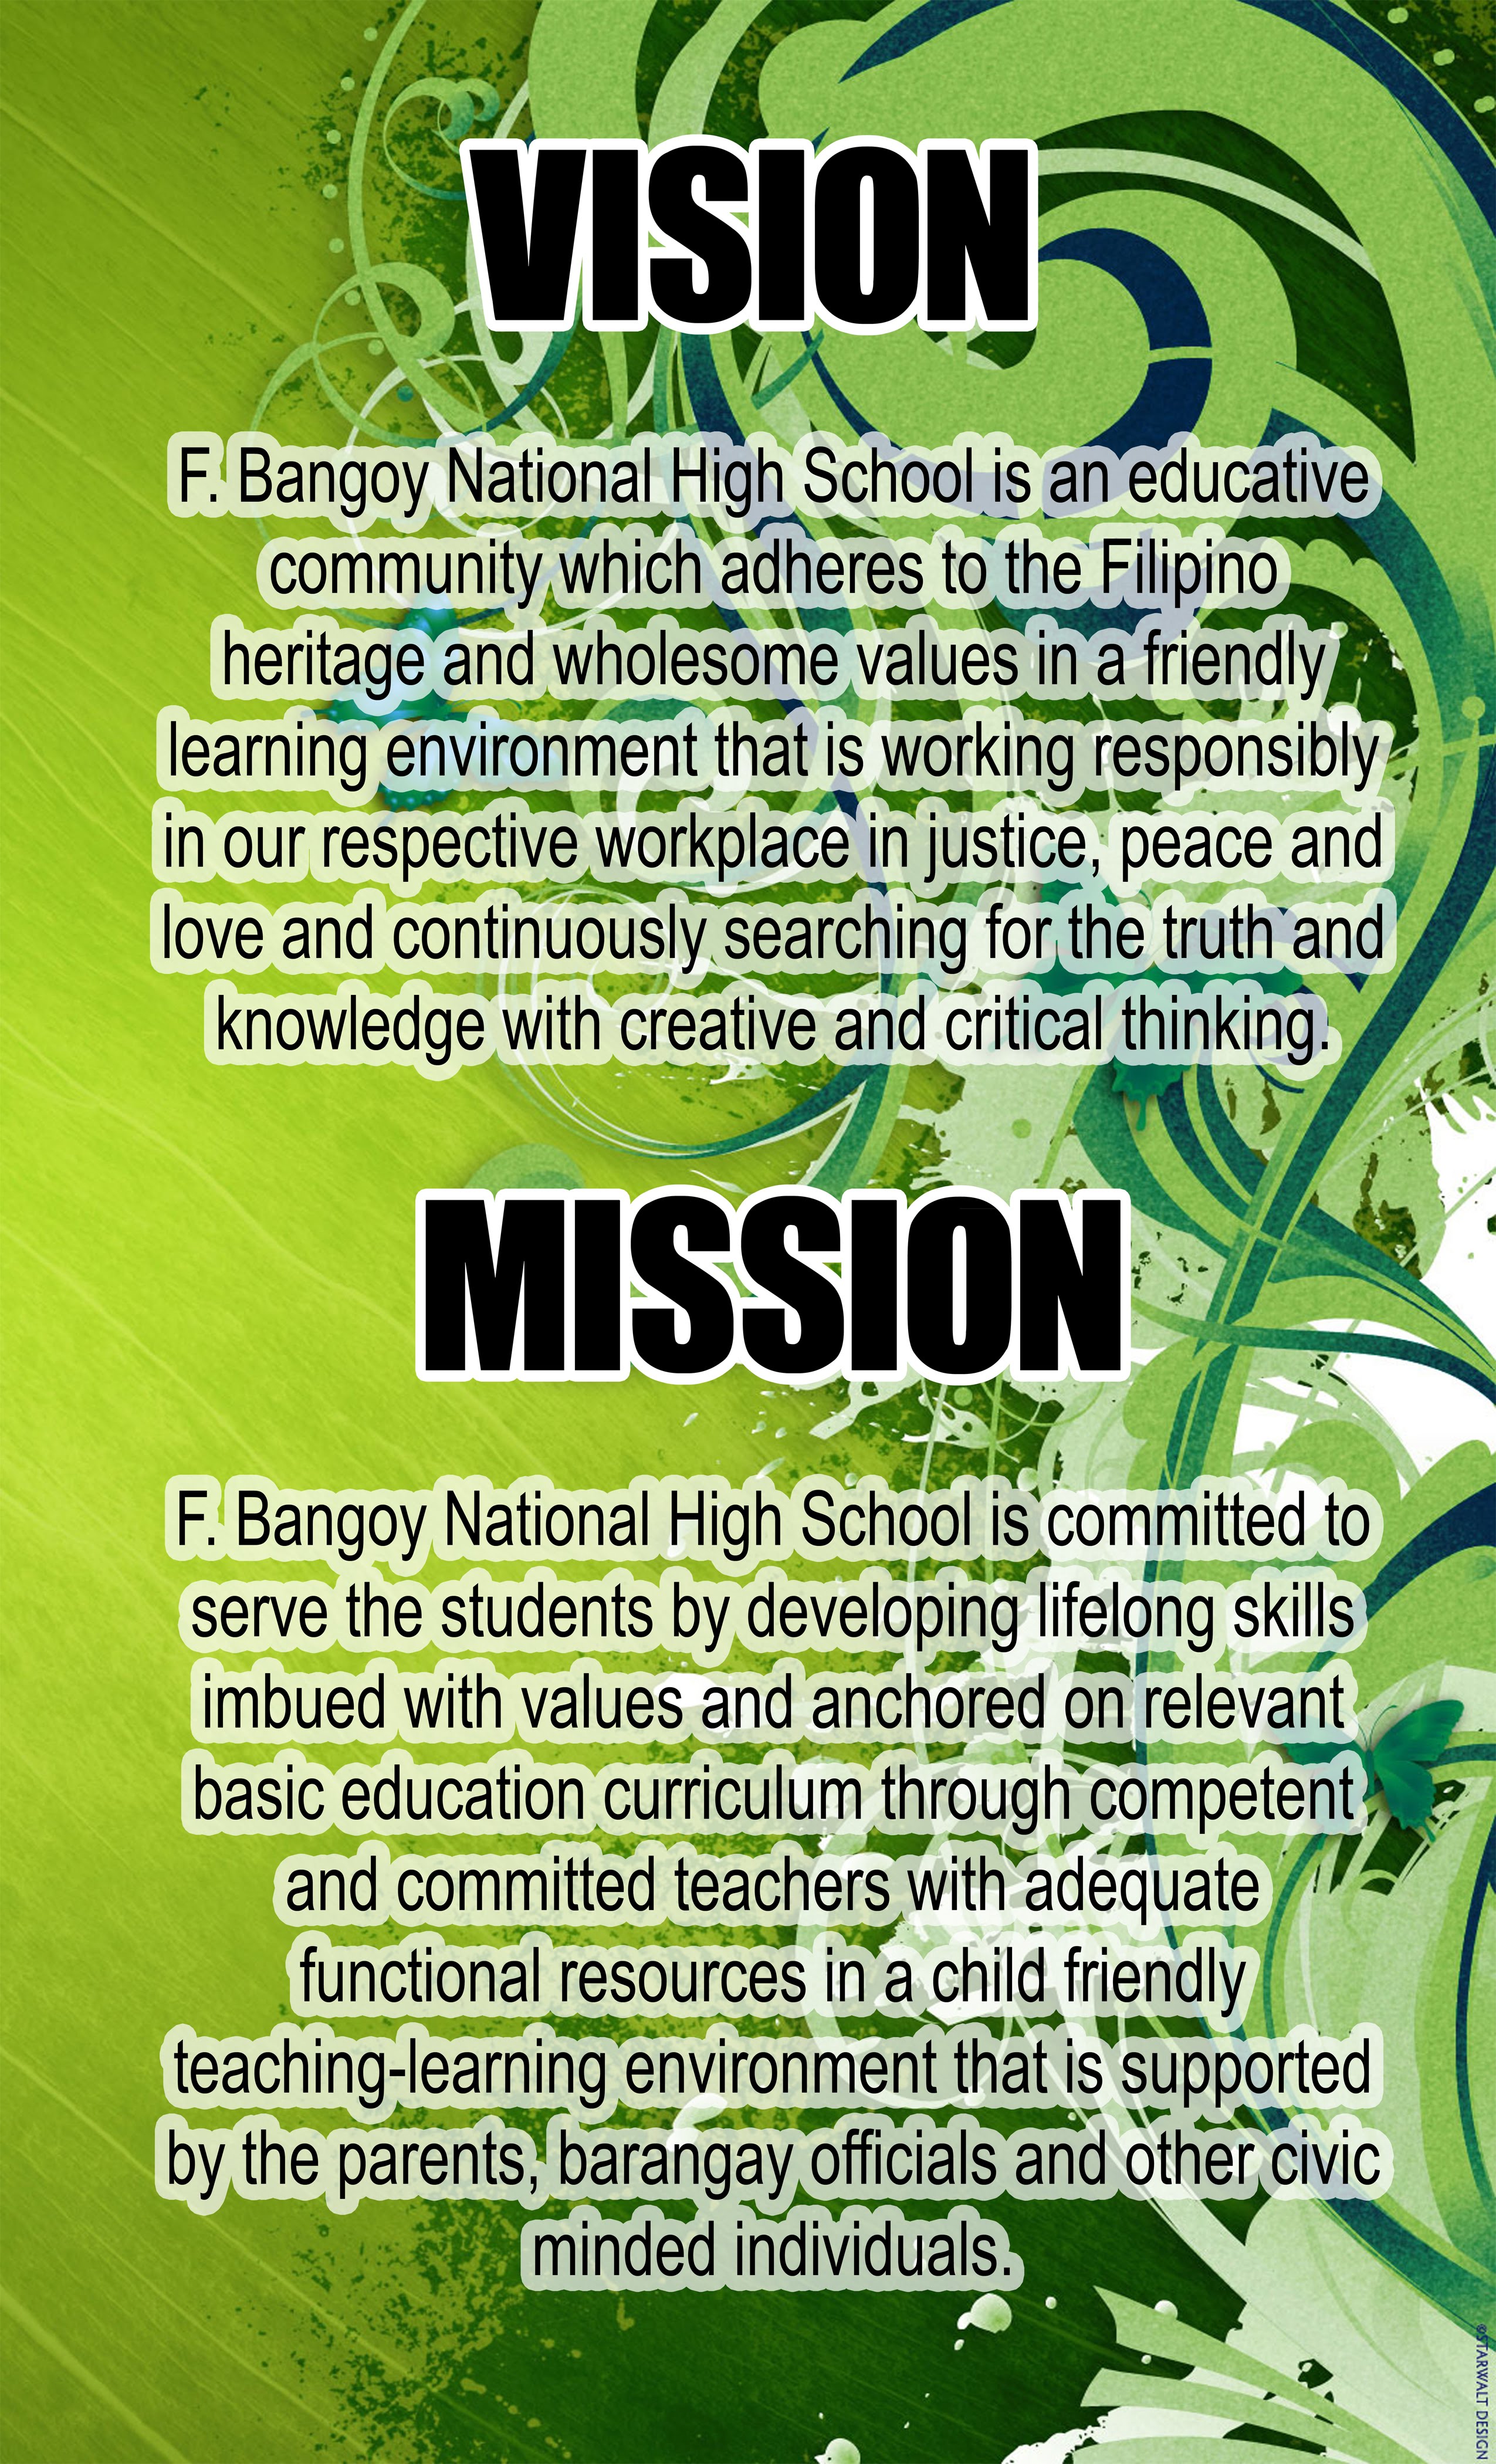 VISION
F. Bangoy National High School is an educative
community which adheres to the Filipino
heritage and wholesome values in a friendly
learning environment that is working responsibly
in our respective workplace in justice, peace and
love and continuously searching for the truth and
knowledge with creative and critical thinking.
MISSION
F. Bangoy National High School is committed to
serve the students by developing lifelong skills
imbued with values and anchored on relevant
basic education curriculum through competent
and committed teachers with adequate
functional resources in a child friendly
teaching-learning environment that is supported
by the parents, barangay officials and other civic
minded individuals.
©STARWALT DESIGN